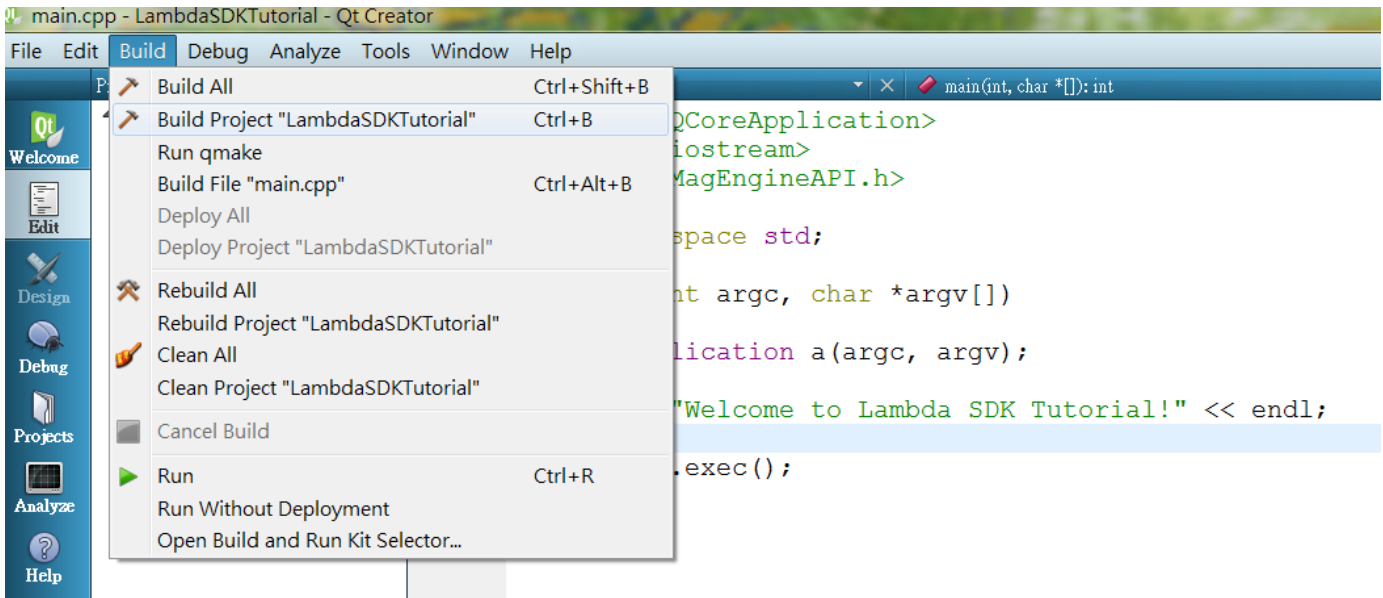 main.cpp - LambdaSDKTutorial - Qt Creator
File Edit Build Debug Analyze Tools Window Help
P
main(int, char *[]): int
Build All Ctrl+Shift+B
Build Project "LambdaSDKTutorial" Ctrl+B
Run qmake
Build File "main.cpp" Ctrl+Alt+B
Deploy All
Deploy Project "LambdaSDKTutorial"
Rebuild All
Rebuild Project "LambdaSDKTutorial"
Clean All
Clean Project "LambdaSDKTutorial"
Cancel Build
Run Ctrl+R
Run Without Deployment
Open Build and Run Kit Selector...
Qt
Welcome
Edit
Design
Debug
Projects
Analyze
Help
QCoreApplication>
iostream>
MagEngineAPI.h>
space std;
nt argc, char *argv[])
lication a(argc, argv);
"Welcome to Lambda SDK Tutorial!" << endl;
.exec();